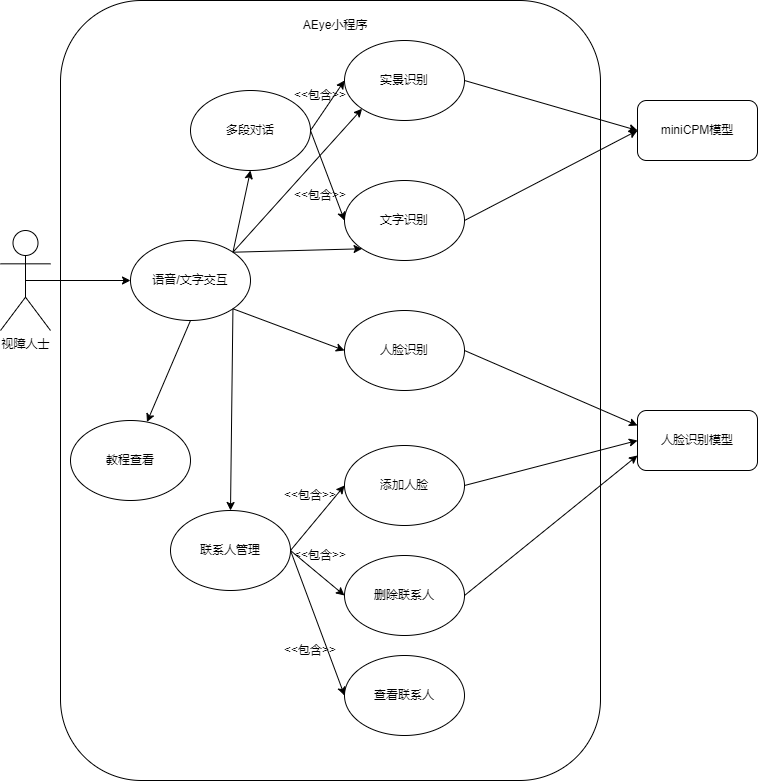 AEye小程序
实景识别
<<包含>>
多段对话
miniCPM模型
<<包含>>
文字识别
语音/文字交互
视障人士
人脸识别
人脸识别模型
教程查看
添加人脸
<<包含>>
联系人管理
<<包含>>
删除联系人
<<包含>>
查看联系人